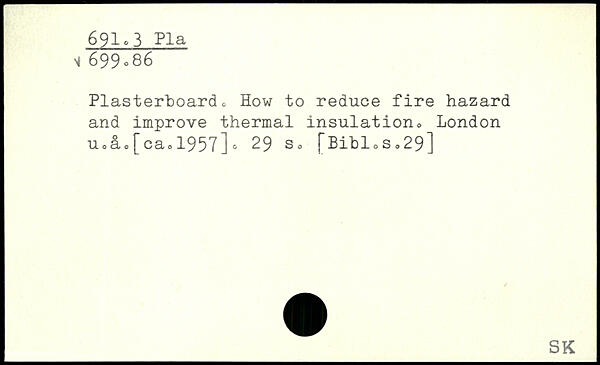 691.3 Pla
v 699.86
Plasterboard. How to reduce fire hazard
and improve thermal insulation. London
u.å.[ca.1957]. 29 s. [Bibl.s.29]
SK